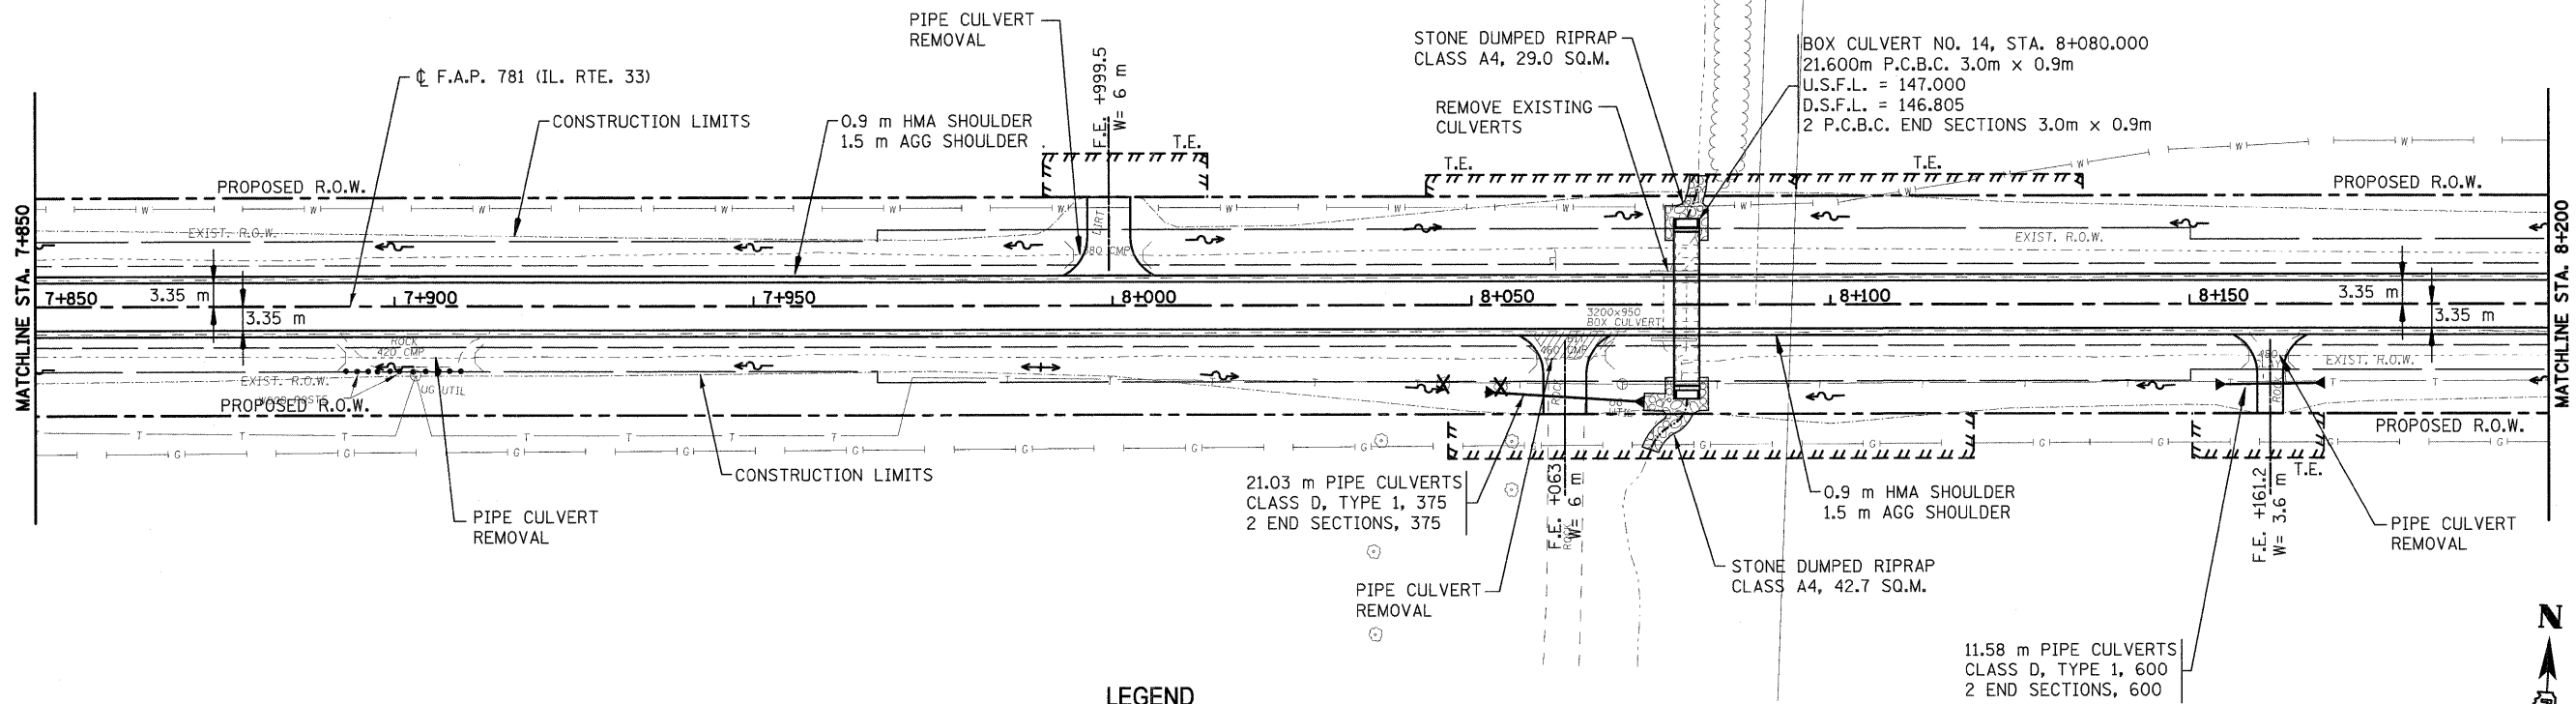 PIPE CULVERT
REMOVAL
℄ F.A.P. 781 (IL. RTE. 33)
CONSTRUCTION LIMITS
0.9 m HMA SHOULDER
1.5 m AGG SHOULDER
F.E. +999.5
W= 6 m
T.E.
STONE DUMPED RIPRAP
CLASS A4, 29.0 SQ.M.
REMOVE EXISTING
CULVERTS
BOX CULVERT NO. 14, STA. 8+080.000
21.600m P.C.B.C. 3.0m x 0.9m
U.S.F.L. = 147.000
D.S.F.L. = 146.805
2 P.C.B.C. END SECTIONS 3.0m x 0.9m
T.E.
T.E.
PROPOSED R.O.W.
PROPOSED R.O.W.
W W W W W W W W W W W W
EXIST. R.O.W.
DIRT
EXIST. R.O.W.
MATCHLINE STA. 7+850
MATCHLINE STA. 8+200
3.35 m
3.35 m
7+850
7+900
7+950
8+000
8+050
8+100
8+150
3.35 m
3.35 m
3200x950
BOX CULVERT
ROCK
420 CMP
EXIST. R.O.W.
UG UTIL
PROPOSED R.O.W.
460 CMP
ROCK
UG
UTIL
EXIST. R.O.W.
ROCK
PROPOSED R.O.W.
T T T T T
G G G G G G G G G
CONSTRUCTION LIMITS
PIPE CULVERT
REMOVAL
21.03 m PIPE CULVERTS
CLASS D, TYPE 1, 375
2 END SECTIONS, 375
F.E. +063
W= 6 m
ROCK
PIPE CULVERT
REMOVAL
0.9 m HMA SHOULDER
1.5 m AGG SHOULDER
STONE DUMPED RIPRAP
CLASS A4, 42.7 SQ.M.
T.E.
F.E. +161.2
W= 3.6 m
PIPE CULVERT
REMOVAL
11.58 m PIPE CULVERTS
CLASS D, TYPE 1, 600
2 END SECTIONS, 600
N
LEGEND